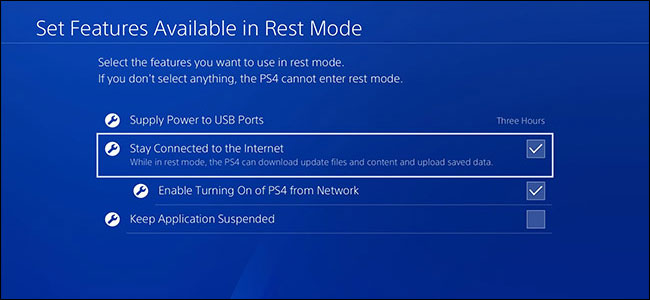 Set Features Available in Rest Mode
Select the features you want to use in rest mode.
If you don't select anything, the PS4 cannot enter rest mode.
Supply Power to USB Ports Three Hours
Stay Connected to the Internet
While in rest mode, the PS4 can download update files and content and upload saved data.
Enable Turning On of PS4 from Network
Keep Application Suspended